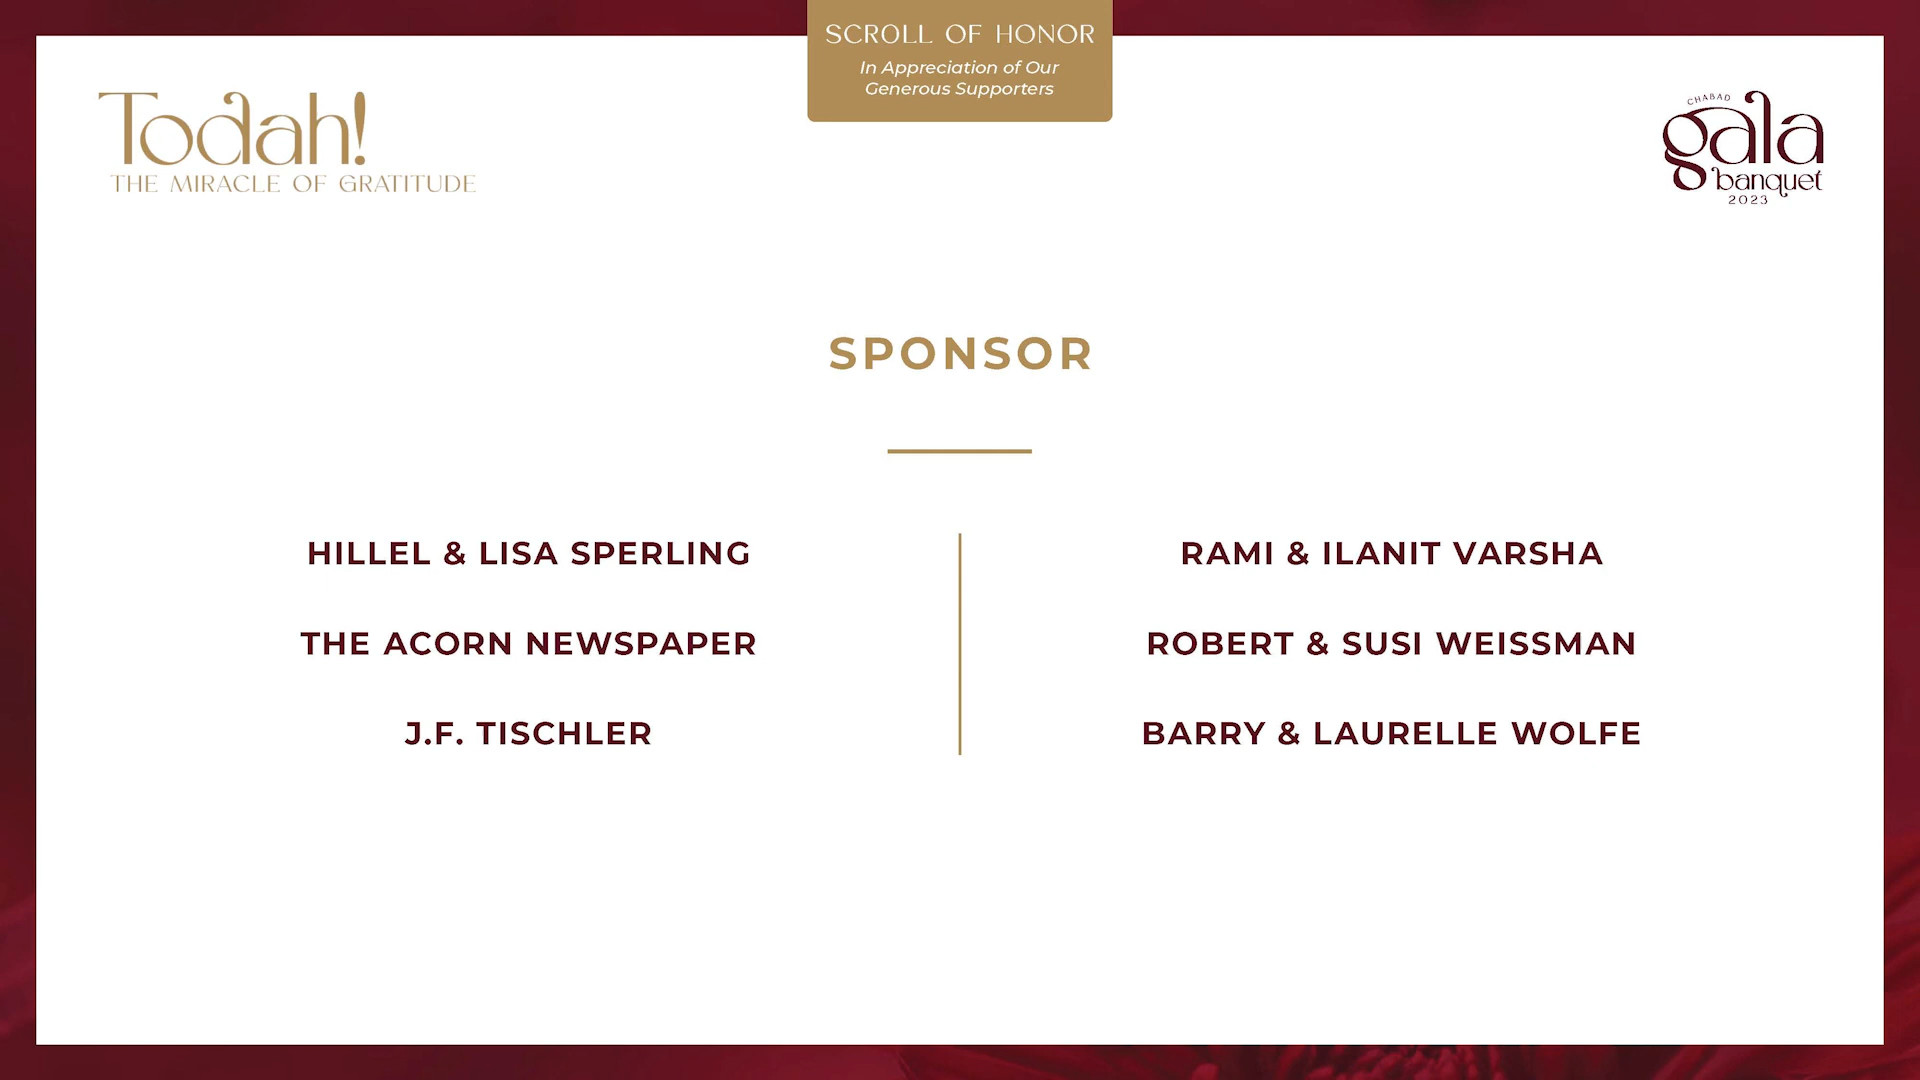 SCROLL OF HONOR
In Appreciation of Our
Generous Supporters
Todah!
THE MIRACLE OF GRATITUDE
CHABAD
gala
banquet
2023
SPONSOR
HILLEL & LISA SPERLING
THE ACORN NEWSPAPER
J.F. TISCHLER
RAMI & ILANIT VARSHA
ROBERT & SUSI WEISSMAN
BARRY & LAURELLE WOLFE